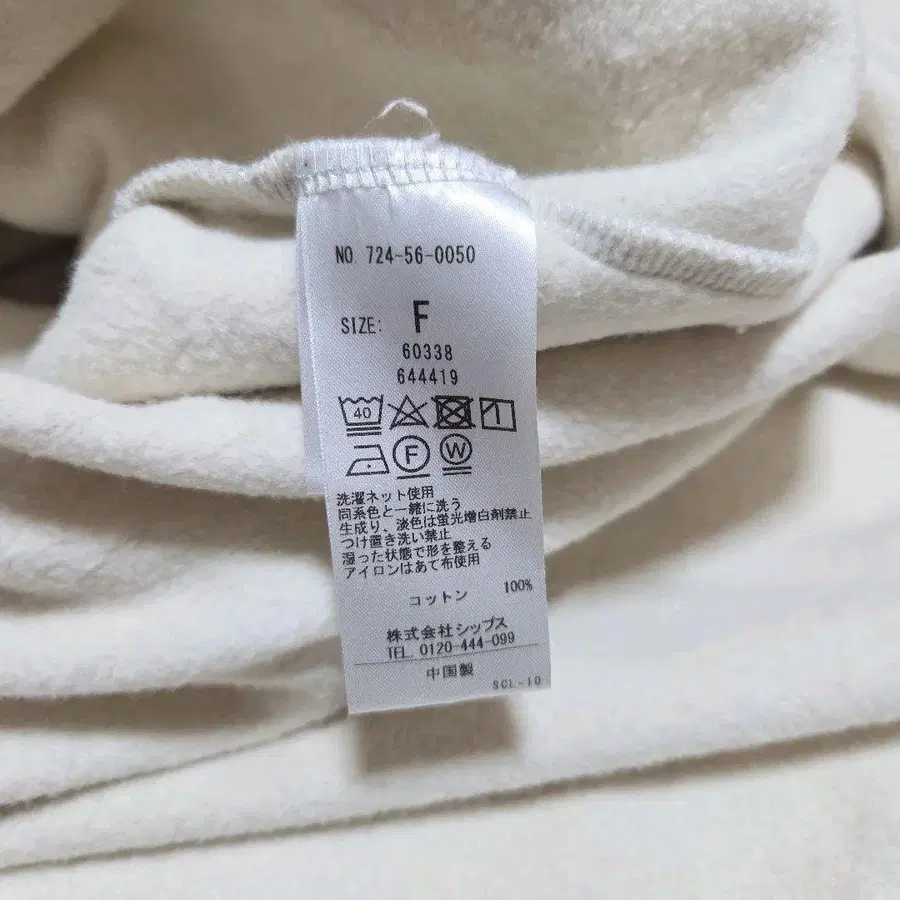 NO 724-56-0050
SIZE: F
60338
644419
40
F W
洗濯ネット使用
同系色と一緒に洗う
生成り、淡色は蛍光増白剤禁止
つけ置き洗い禁止
湿った状態で形を整える
アイロンはあて布使用
コットン 100%
株式会社シップス
TEL. 0120-444-099
中国製
SCL-10